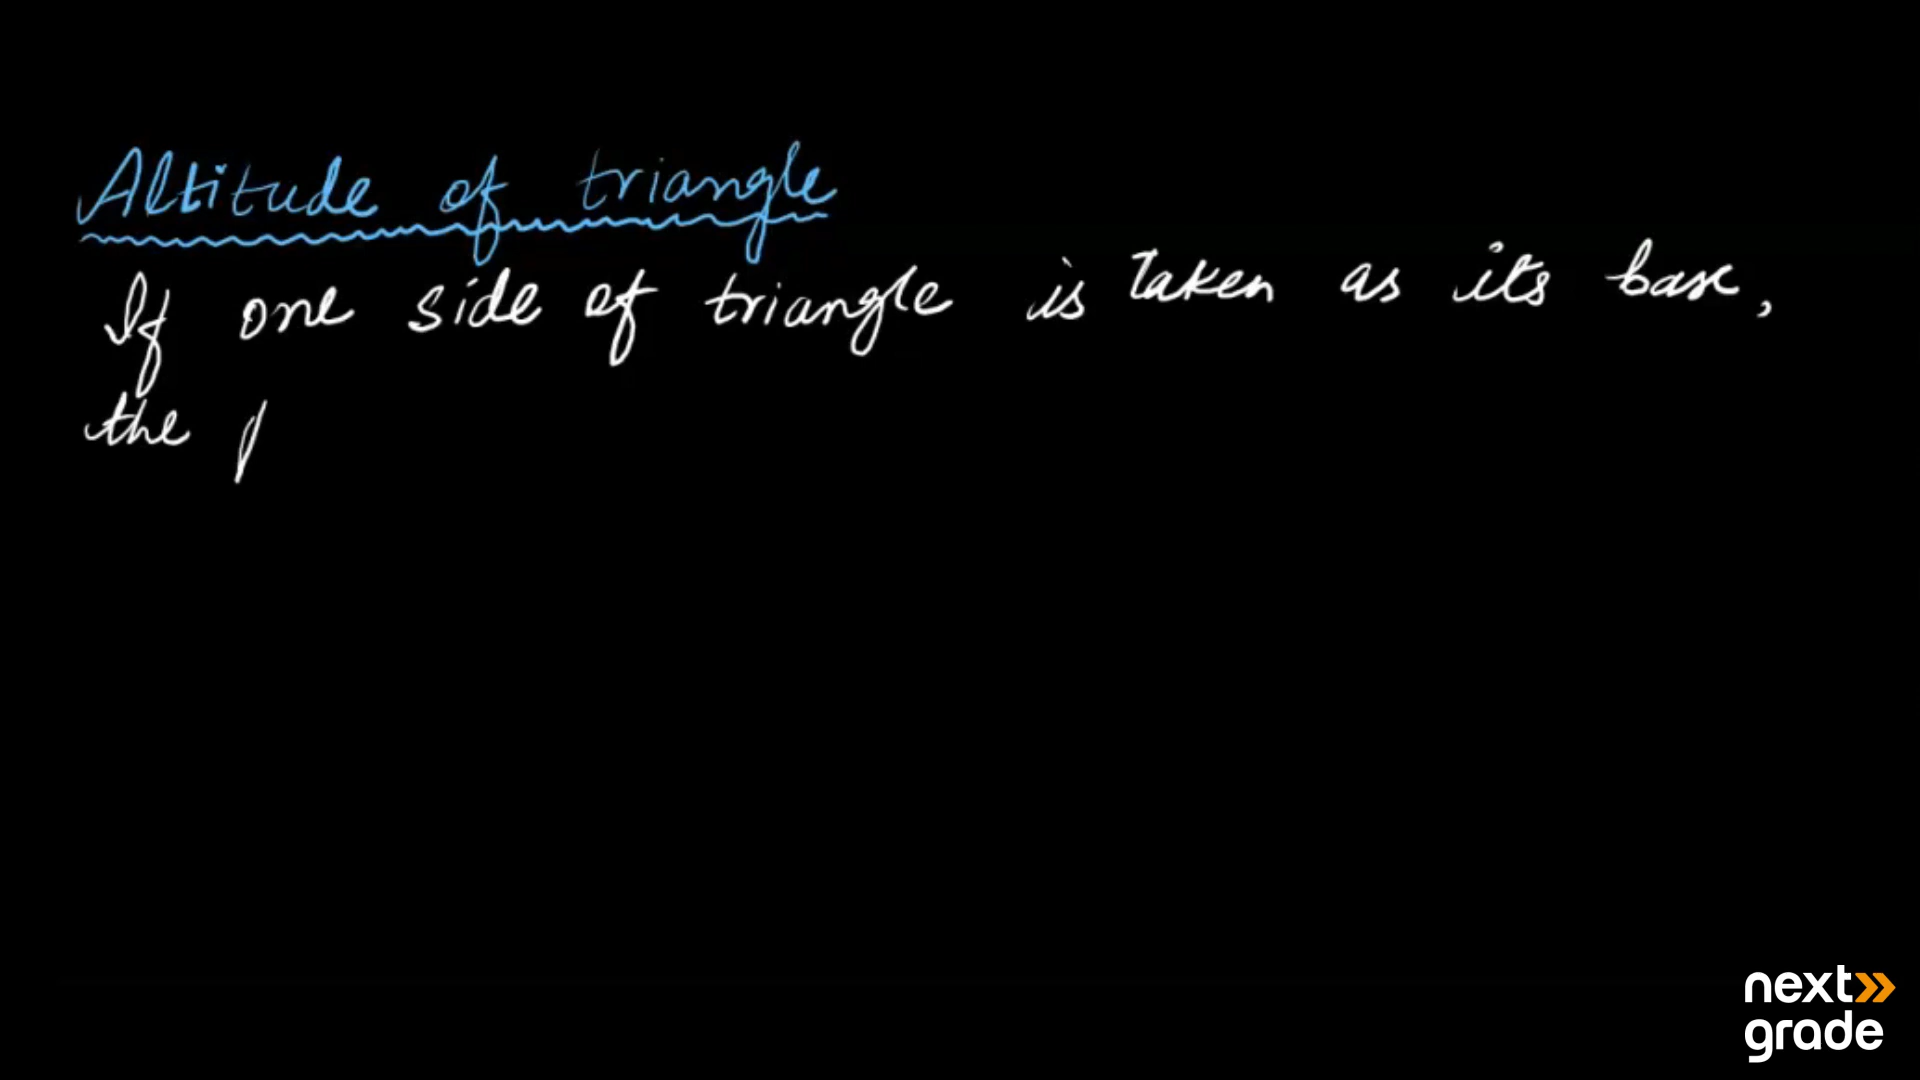 Altitude of triangle
If one side of triangle is taken as its base,
the
next
grade